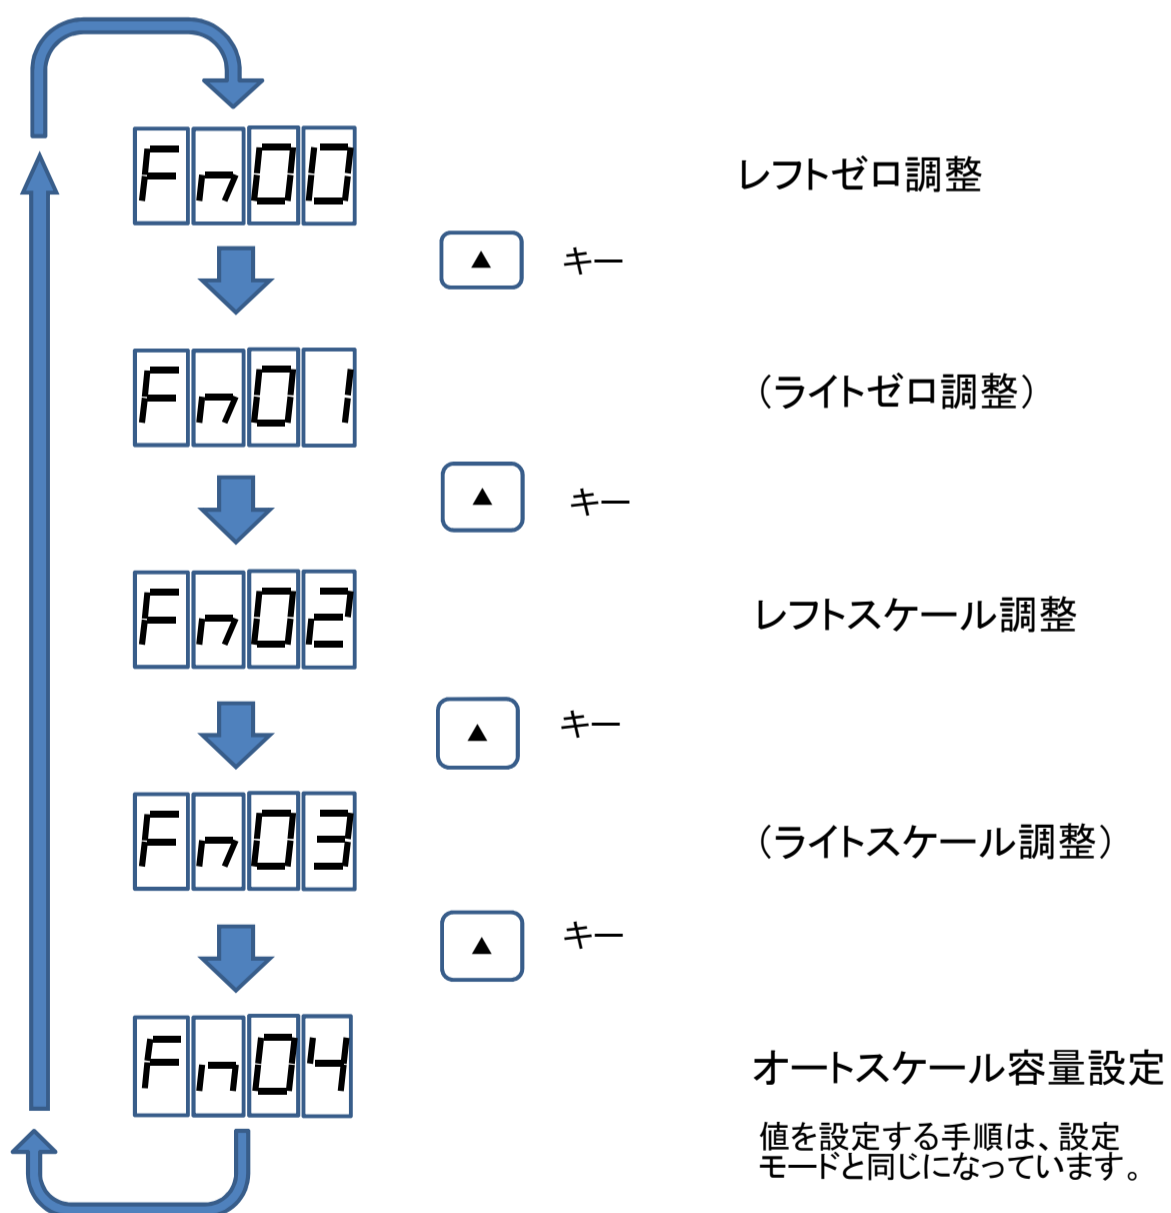 Fn00
レフトゼロ調整
▲ キー
Fn01
（ライトゼロ調整）
▲ キー
Fn02
レフトスケール調整
▲ キー
Fn03
（ライトスケール調整）
▲ キー
Fn04
オートスケール容量設定
値を設定する手順は、設定
モードと同じになっています。